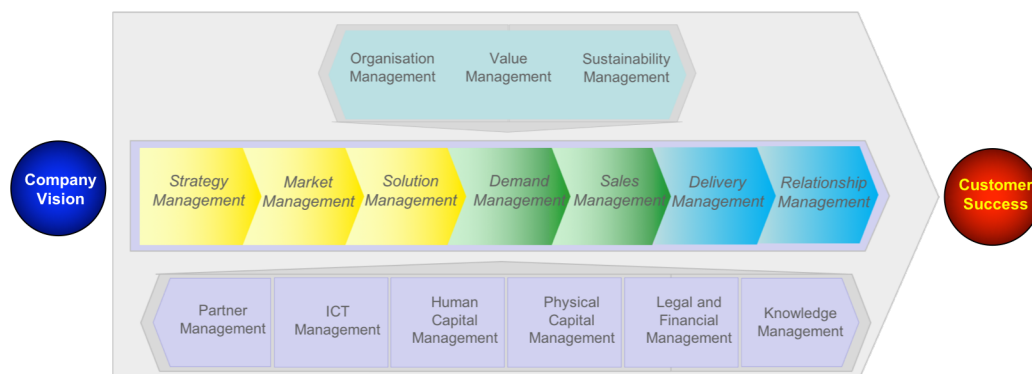 Organisation
Management
Value
Management
Sustainability
Management
Company
Vision
Strategy
Management
Market
Management
Solution
Management
Demand
Management
Sales
Management
Delivery
Management
Relationship
Management
Customer
Success
Partner
Management
ICT
Management
Human
Capital
Management
Physical
Capital
Management
Legal and
Financial
Management
Knowledge
Management